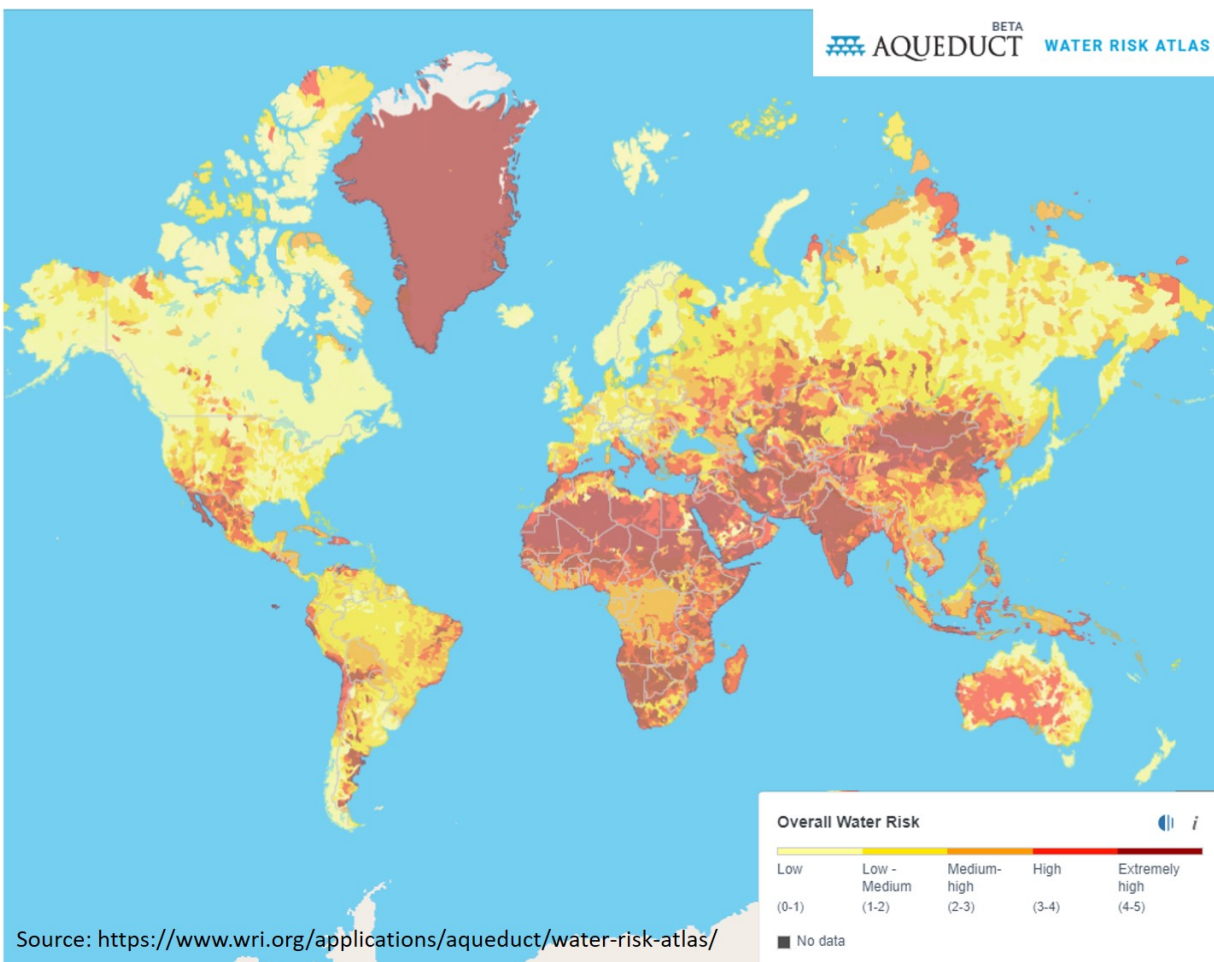 BETA
AQUEDUCT WATER RISK ATLAS
Overall Water Risk
i
Low Low - Medium- High Extremely
Medium high high
(0-1) (1-2) (2-3) (3-4) (4-5)
No data
Source: https://www.wri.org/applications/aqueduct/water-risk-atlas/